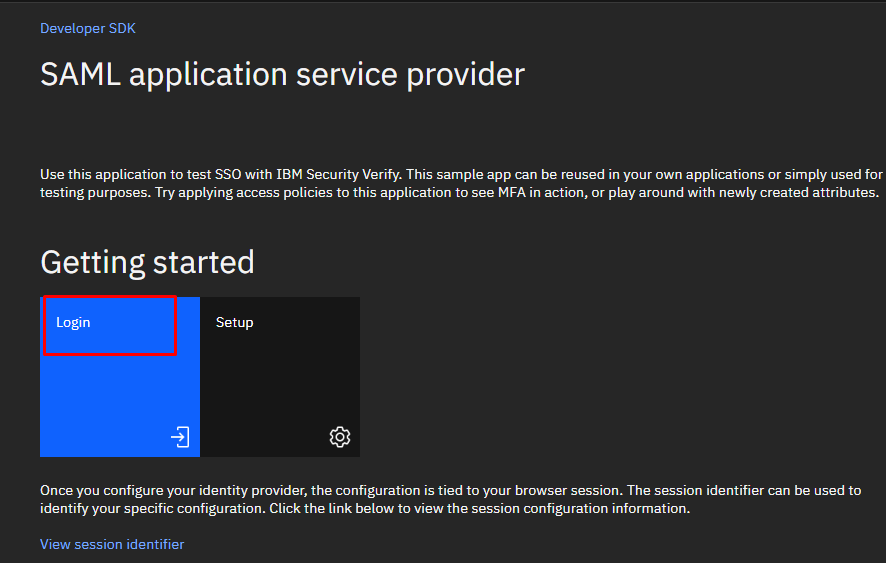 Developer SDK
SAML application service provider
Use this application to test SSO with IBM Security Verify. This sample app can be reused in your own applications or simply used for
testing purposes. Try applying access policies to this application to see MFA in action, or play around with newly created attributes.
Getting started
Login
Setup
Once you configure your identity provider, the configuration is tied to your browser session. The session identifier can be used to
identify your specific configuration. Click the link below to view the session configuration information.
View session identifier